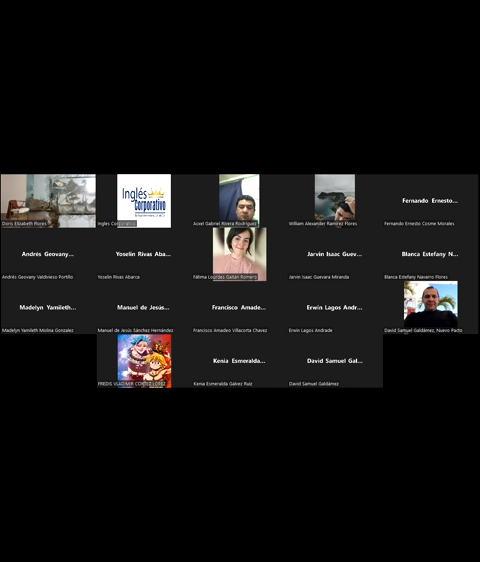 Doris Elizabeth Flores
Inglés
Corporativo
Ingles Corporativo
Acxel Gabriel Rivera Rodriguez
William Alexander Ramirez Flores
Fernando Ernesto...
Fernando Ernesto Cosme Morales
Andrés Geovany...
Andrés Geovany Valdivieso Portillo
Yoselin Rivas Aba...
Yoselin Rivas Abarca
Fátima Lourdes Gaitán Romero
Jarvin Isaac Guev...
Jarvin Isaac Guevara Miranda
Blanca Estefany N...
Blanca Estefany Navarro Flores
Madelyn Yamileth...
Madelyn Yamileth Molina Gonzalez
Manuel de Jesús...
Manuel de Jesús Sánchez Hernández
Francisco Amade...
Francisco Amadeo Villacorta Chavez
Erwin Lagos Andr...
Erwin Lagos Andrade
David Samuel Galdámez, Nuevo Pacto
FREDIS VLADIMIR CORTEZ LOPEZ
Kenia Esmeralda...
Kenia Esmeralda Gálvez Ruiz
David Samuel Gal...
David Samuel Galdámez